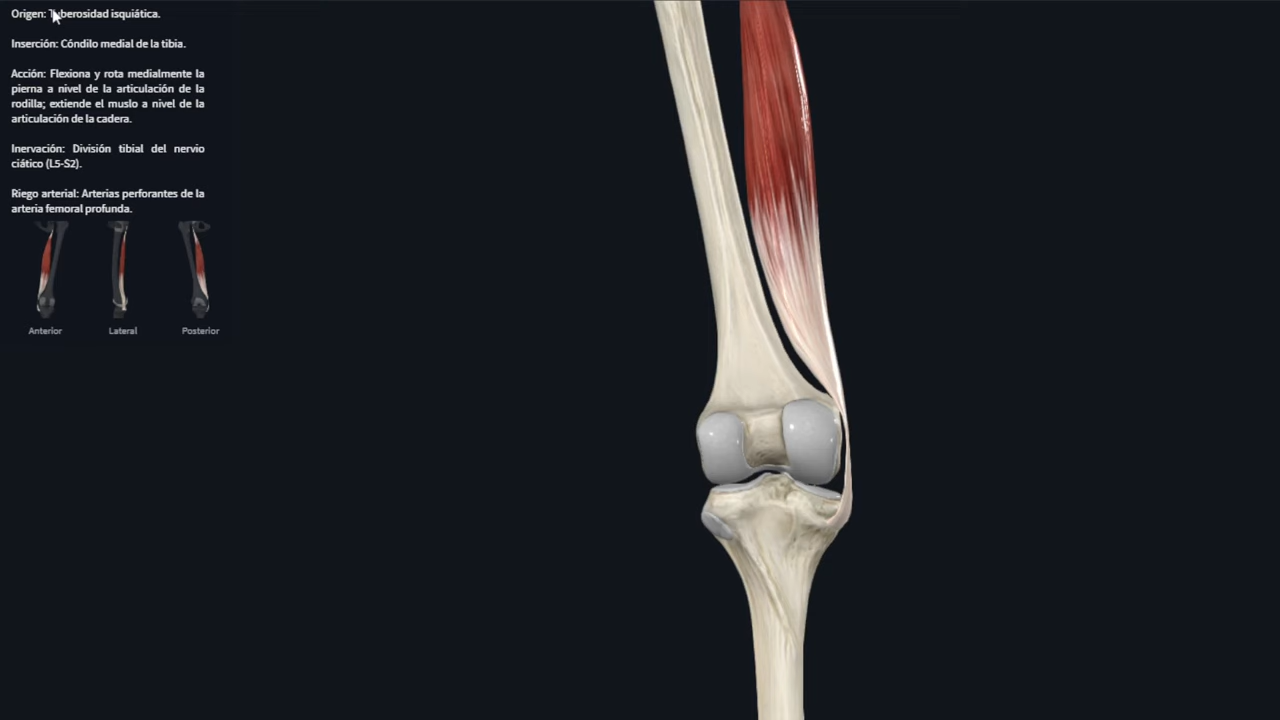 Origen: Tuberosidad isquiática.
Inserción: Cóndilo medial de la tibia.
Acción: Flexiona y rota medialmente la
pierna a nivel de la articulación de la
rodilla; extiende el muslo a nivel de la
articulación de la cadera.
Inervación: División tibial del nervio
ciático (L5-S2).
Riego arterial: Arterias perforantes de la
arteria femoral profunda.
Anterior
Lateral
Posterior